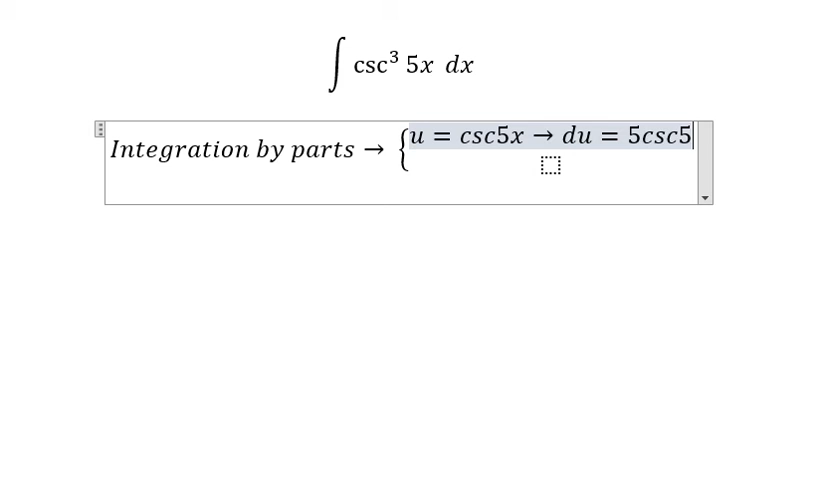 ∫ csc³ 5x dx
Integration by parts → { u = csc5x → du = 5csc5